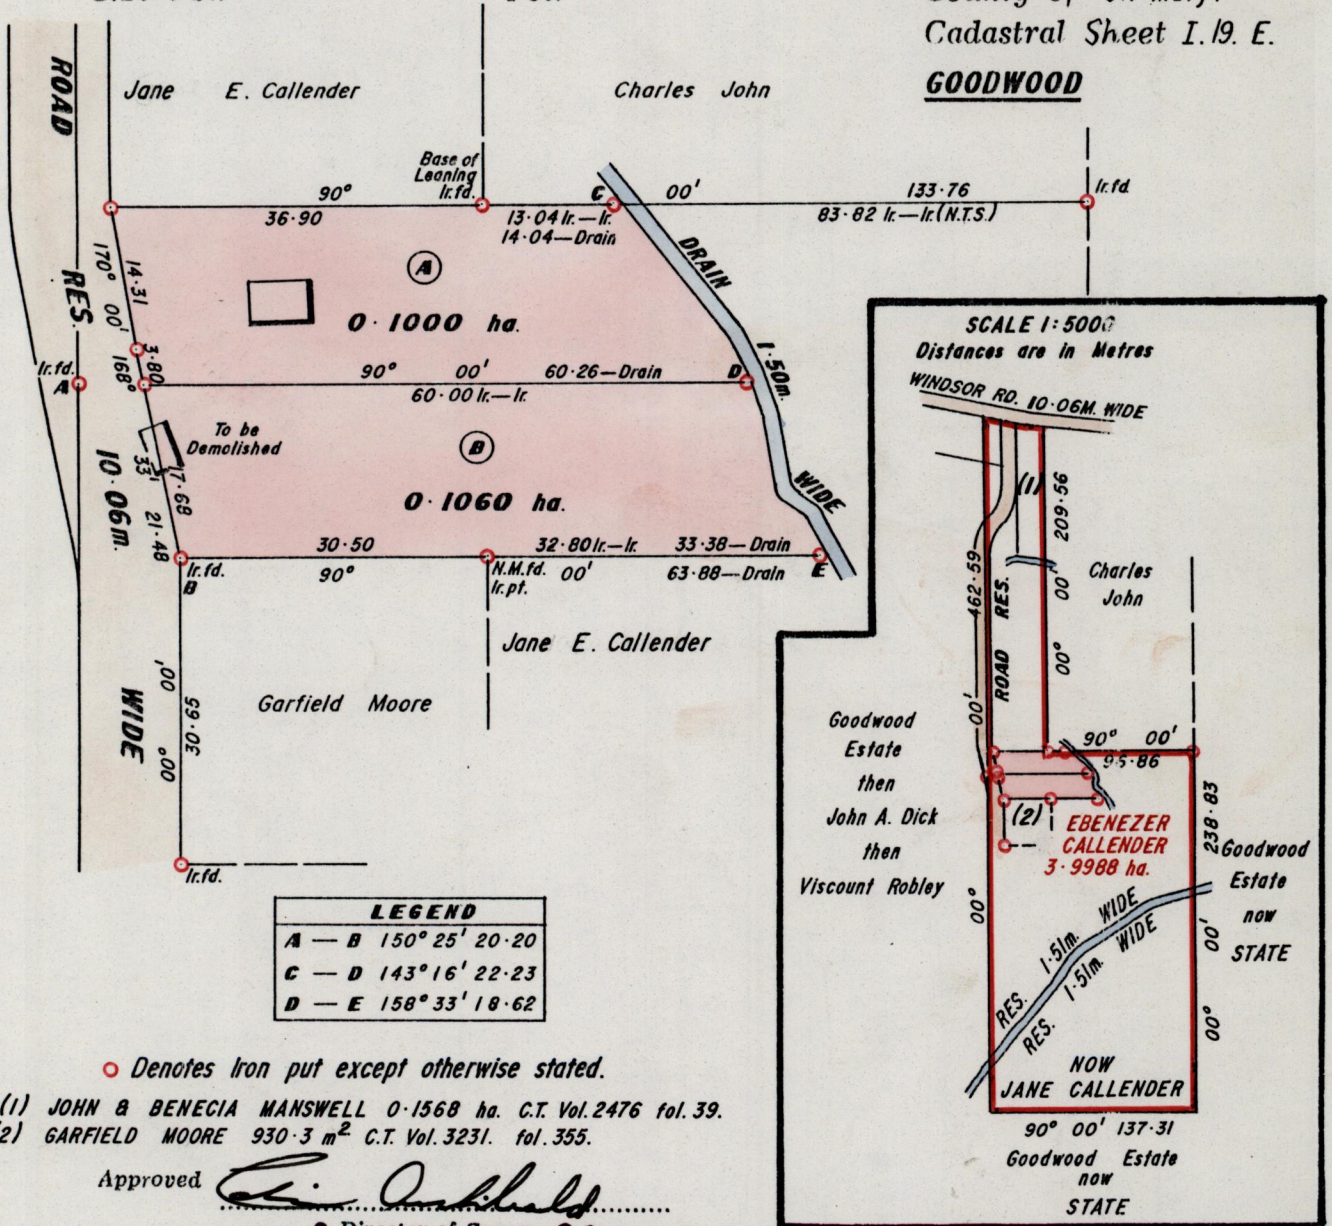 Cadastral Sheet I.19. E.
GOODWOOD
ROAD RES. 10·06m. WIDE
Jane E. Callender
Charles John
Base of
Leaning
Ir.fd.
90°
36·90
C
00'
133·76
Ir.fd
13·04 Ir.—Ir.
14·04—Drain
83·82 Ir.—Ir.(N.T.S.)
DRAIN
1·50m.
WIDE
170° 00'
14·31
A
0·1000 ha.
Ir.fd.
A
168°
3·80
90° 00' 60·26—Drain
D
60·00 Ir.—Ir.
To be
Demolished
33'
17·68
21·48
B
0·1060 ha.
30·50
32·80 Ir.—Ir. 33·38—Drain
Ir.fd.
B
90°
N.M.fd.
Ir.pt.
00'
63·88—Drain
E
Jane E. Callender
Garfield Moore
00'
00°
30·65
Ir.fd.
LEGEND
A — B 150° 25' 20·20
C — D 143° 16' 22·23
D — E 158° 33' 18·62
Denotes Iron put except otherwise stated.
(1) JOHN & BENECIA MANSWELL 0·1568 ha. C.T. Vol. 2476 fol. 39.
2) GARFIELD MOORE 930·3 m² C.T. Vol. 3231. fol. 355.
Approved
SCALE 1:5000
Distances are in Metres
WINDSOR RD. 10·06M. WIDE
(1)
209·56
00'
00°
462·59
00'
00°
ROAD RES.
Charles
John
Goodwood
Estate
then
John A. Dick
then
Viscount Robley
90° 00'
95·86
(2)
EBENEZER
CALLENDER
3·9988 ha.
238·83
00'
00°
Goodwood
Estate
now
STATE
1·51m. WIDE
1·51m. WIDE
RES.
RES.
NOW
JANE CALLENDER
90° 00' 137·31
Goodwood Estate
now
STATE